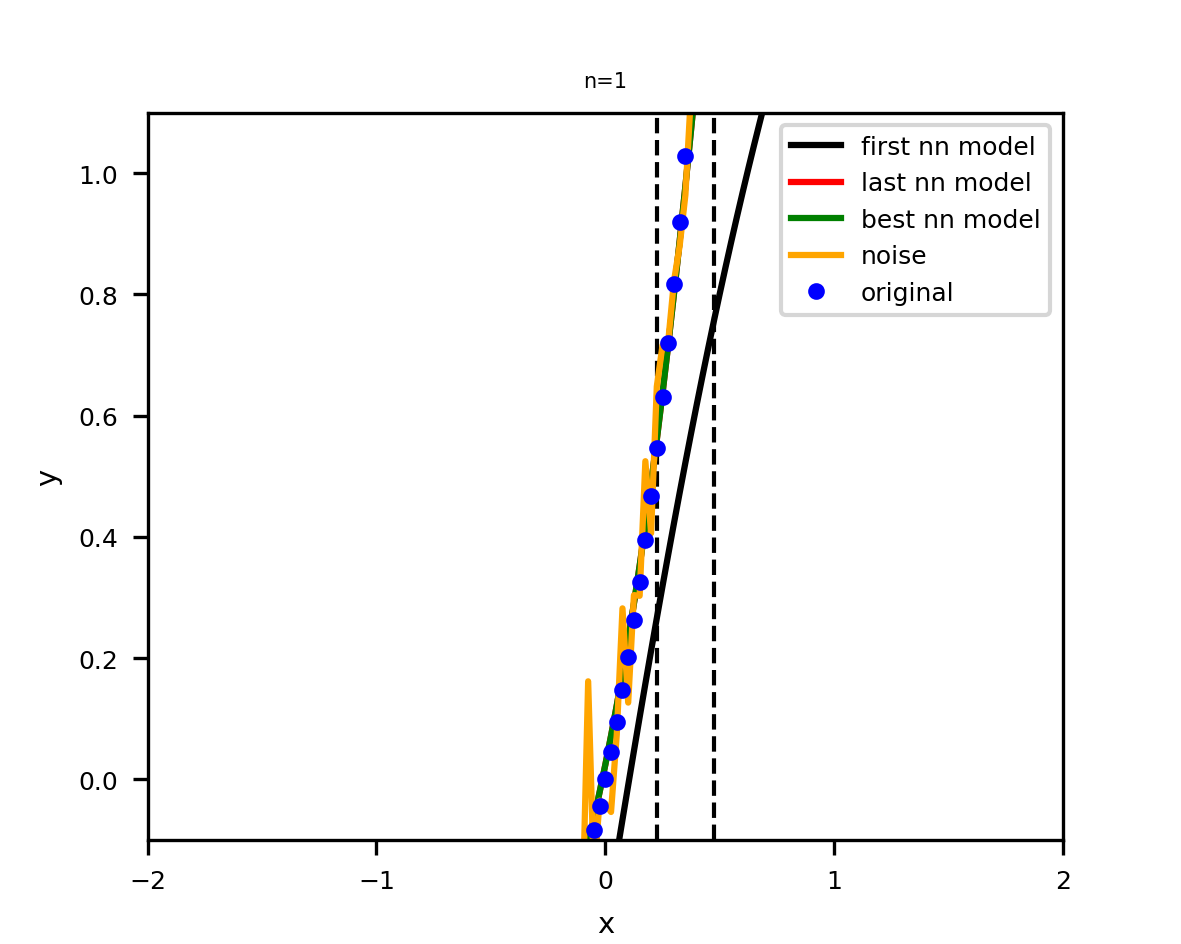 n=1
first nn model
last nn model
best nn model
noise
original
1.0
0.8
0.6
0.4
0.2
0.0
y
−2
−1
0
1
2
x